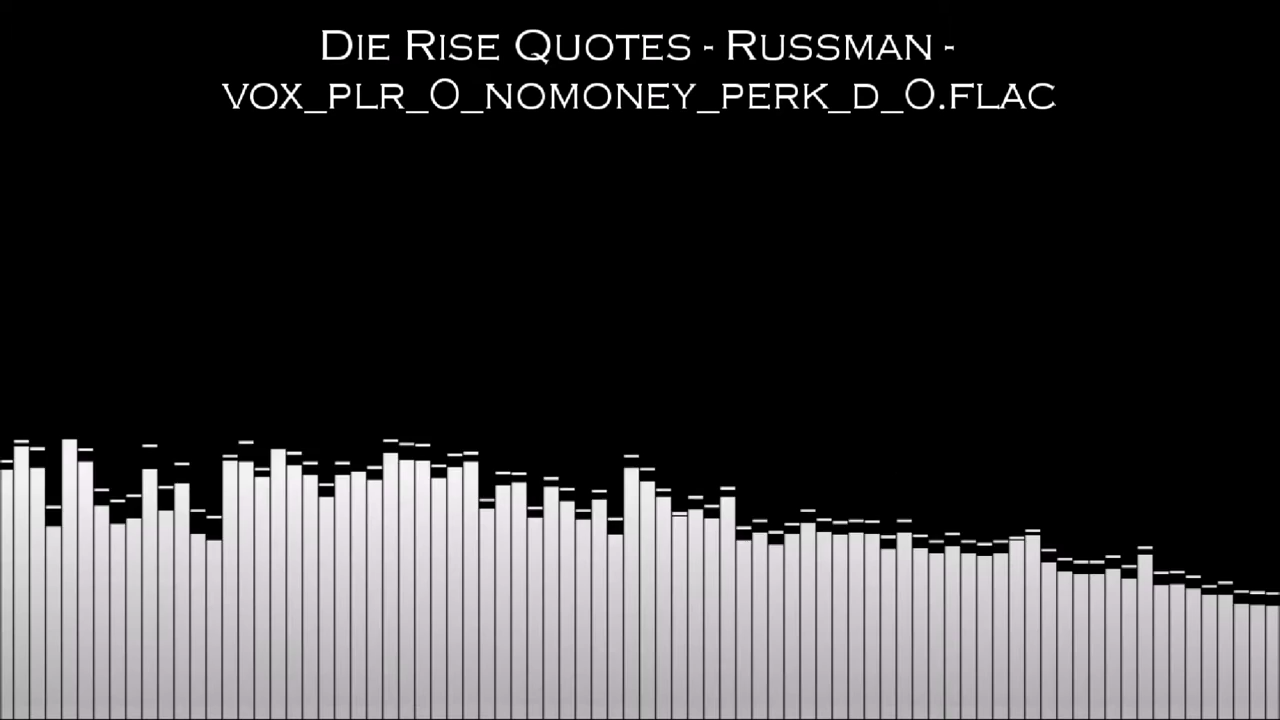 Die Rise Quotes - Russman -
vox_plr_0_nomoney_perk_d_0.flac